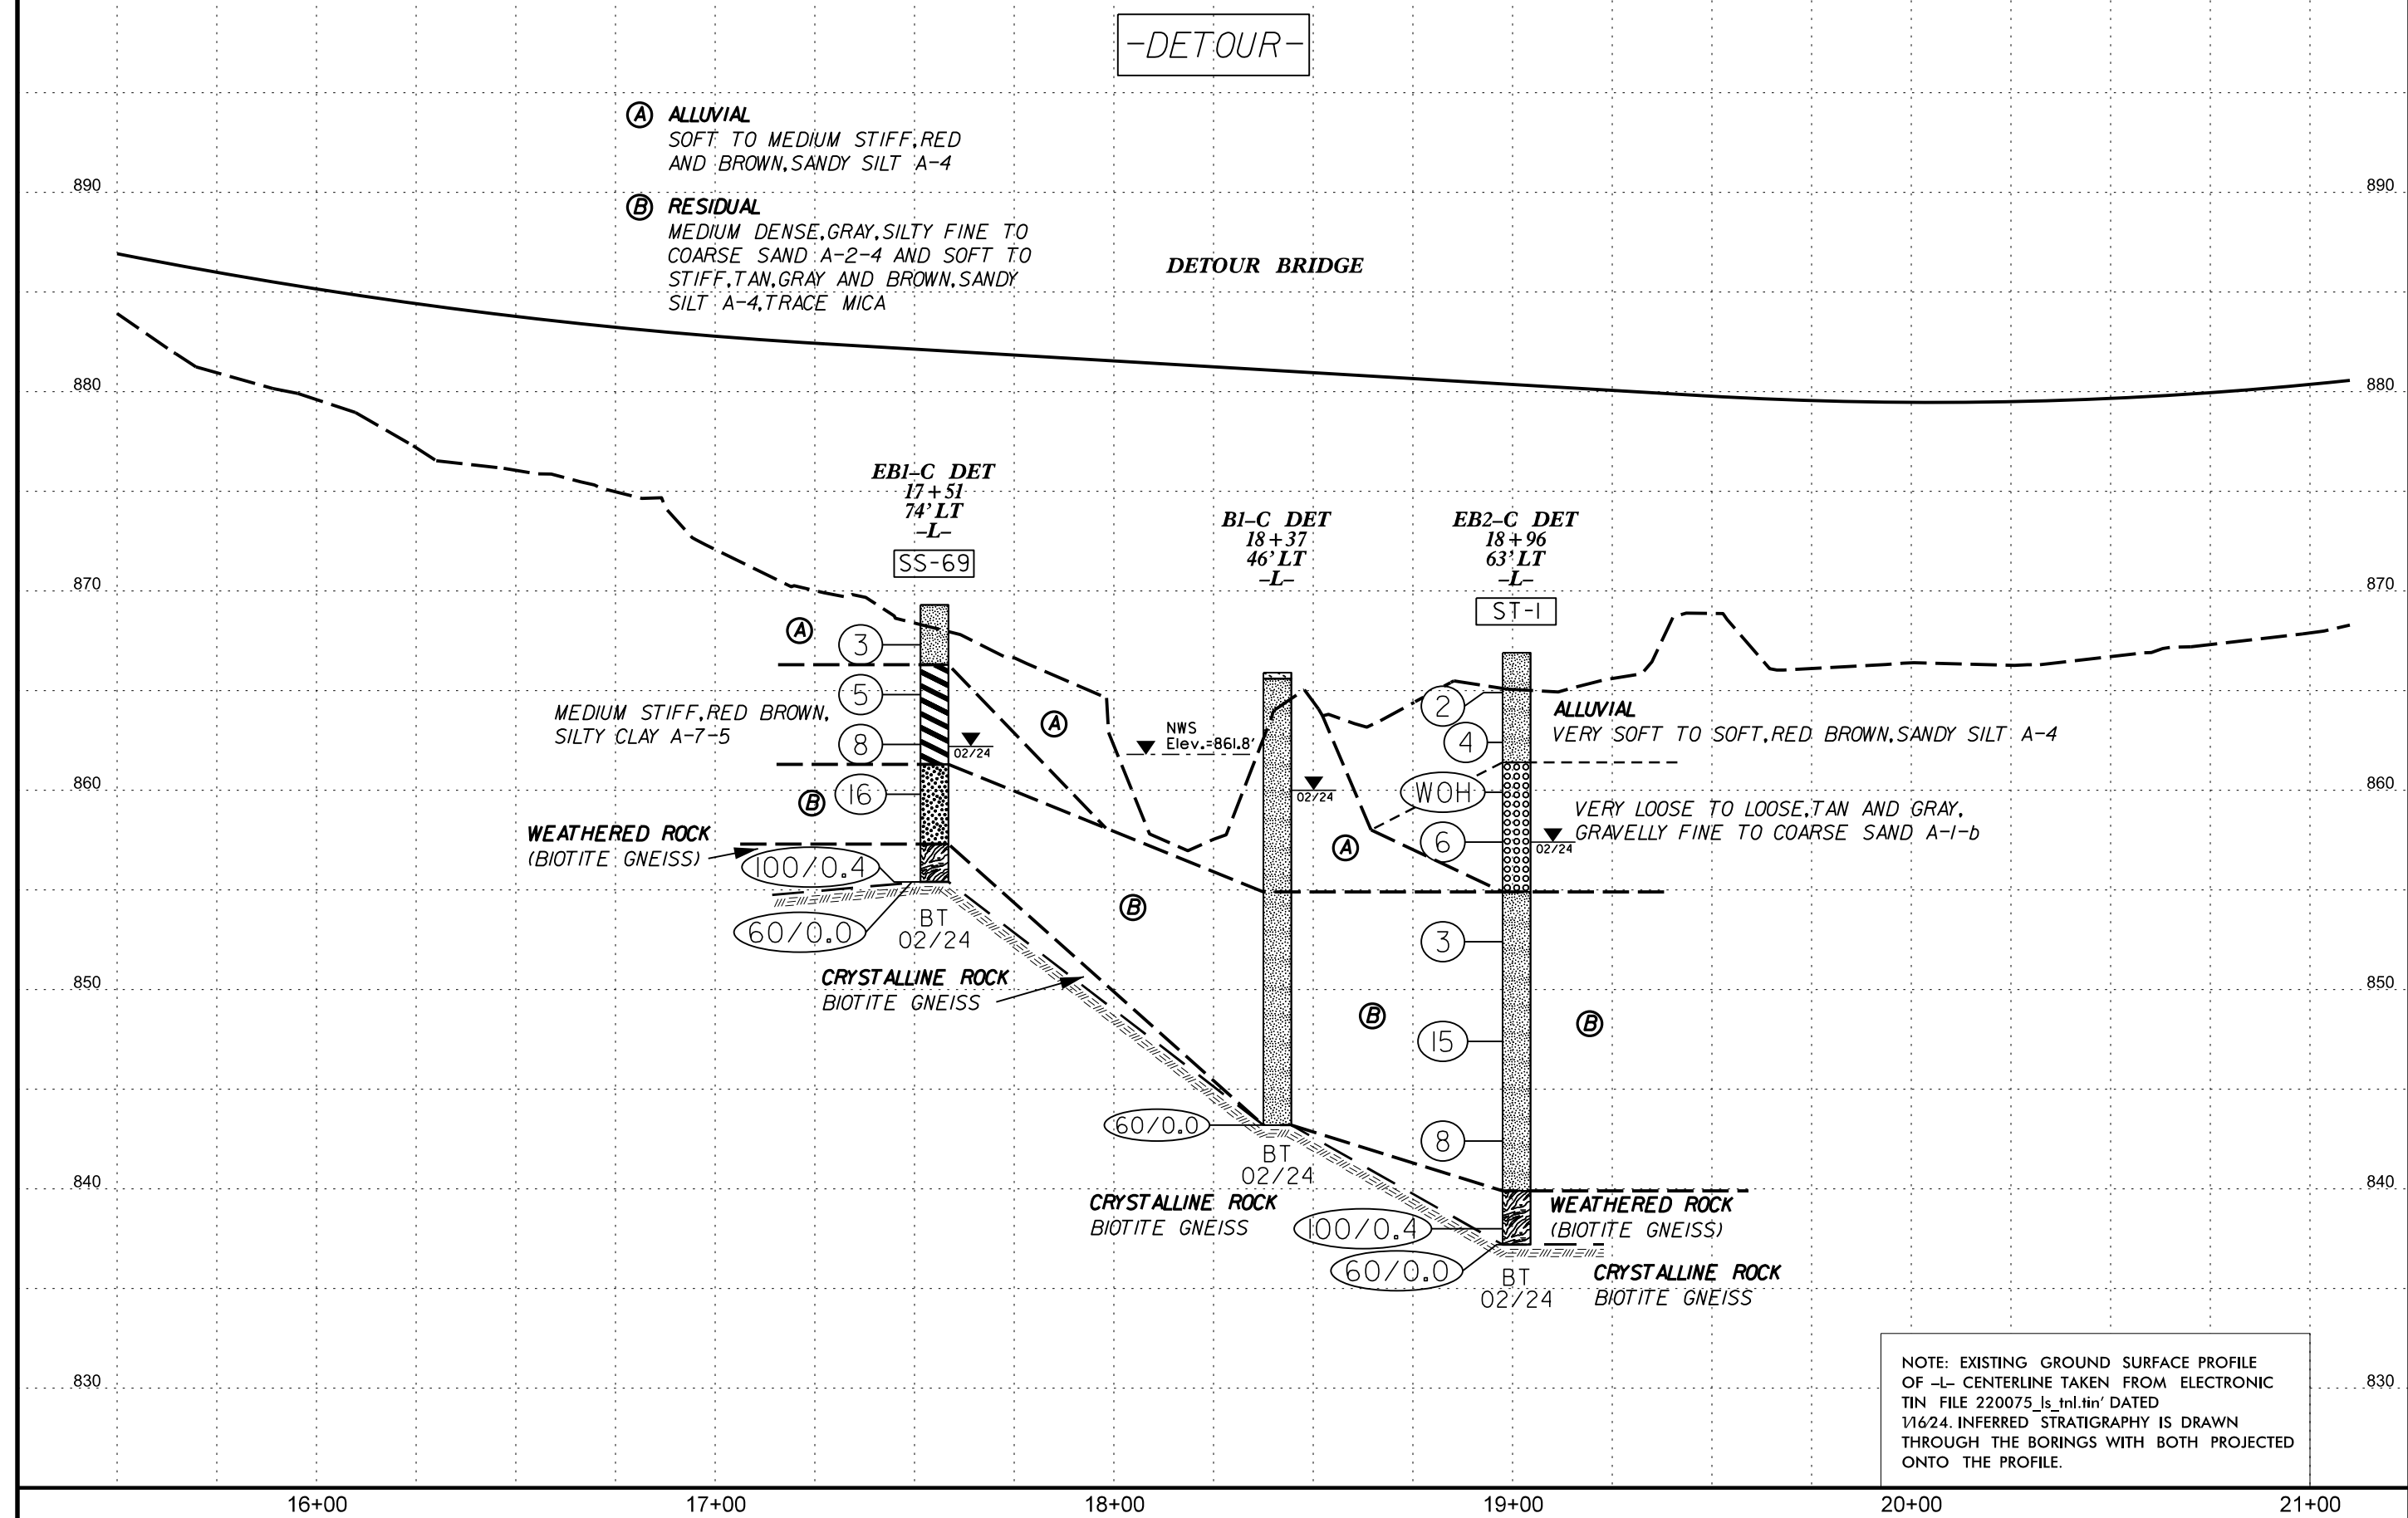 -DETOUR-
Ⓐ ALLUVIAL
SOFT TO MEDIUM STIFF, RED
AND BROWN, SANDY SILT A-4
890
890
Ⓑ RESIDUAL
MEDIUM DENSE, GRAY, SILTY FINE TO
COARSE SAND A-2-4 AND SOFT TO
STIFF, TAN, GRAY AND BROWN, SANDY
SILT A-4, TRACE MICA
DETOUR BRIDGE
880
880
EB1-C DET
17+51
74' LT
-L-
SS-69
B1-C DET
18+37
46' LT
-L-
EB2-C DET
18+96
63' LT
-L-
ST-1
870
870
Ⓐ
3
5
8
16
MEDIUM STIFF, RED BROWN,
SILTY CLAY A-7-5
02/24
Ⓐ
NWS
Elev.=861.8'
02/24
2
4
WOH
6
ALLUVIAL
VERY SOFT TO SOFT, RED BROWN, SANDY SILT A-4
860
860
Ⓑ
VERY LOOSE TO LOOSE, TAN AND GRAY,
GRAVELLY FINE TO COARSE SAND A-1-b
02/24
Ⓐ
WEATHERED ROCK
(BIOTITE GNEISS)
100/0.4
60/0.0
BT
02/24
Ⓑ
3
CRYSTALLINE ROCK
BIOTITE GNEISS
850
850
Ⓑ
15
Ⓑ
8
60/0.0
BT
02/24
840
840
CRYSTALLINE ROCK
BIOTITE GNEISS
100/0.4
60/0.0
BT
02/24
WEATHERED ROCK
(BIOTITE GNEISS)
CRYSTALLINE ROCK
BIOTITE GNEISS
830
830
NOTE: EXISTING GROUND SURFACE PROFILE
OF -L- CENTERLINE TAKEN FROM ELECTRONIC
TIN FILE 220075_ls_tnl.tin' DATED
1/16/24. INFERRED STRATIGRAPHY IS DRAWN
THROUGH THE BORINGS WITH BOTH PROJECTED
ONTO THE PROFILE.
16+00
17+00
18+00
19+00
20+00
21+00